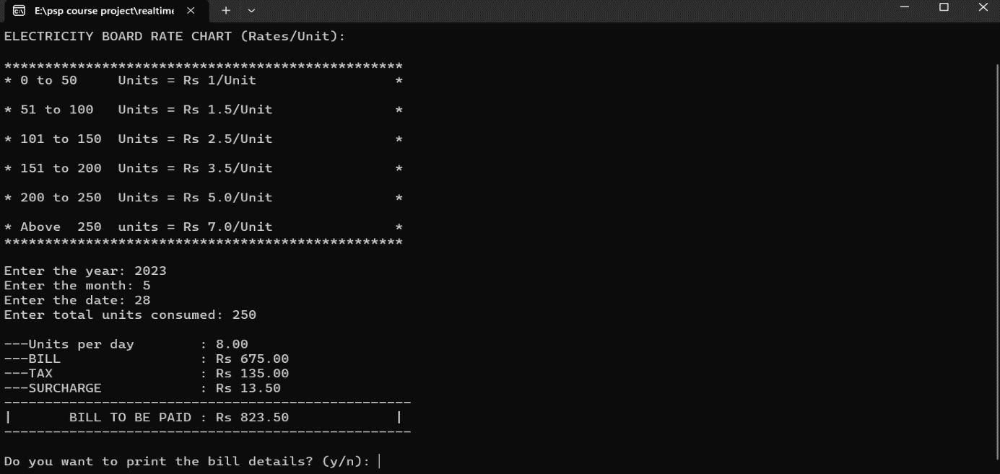 E:\psp course project\realtime
ELECTRICITY BOARD RATE CHART (Rates/Unit):
*************************************************
* 0 to 50     Units = Rs 1/Unit                 *
* 51 to 100   Units = Rs 1.5/Unit               *
* 101 to 150  Units = Rs 2.5/Unit               *
* 151 to 200  Units = Rs 3.5/Unit               *
* 200 to 250  Units = Rs 5.0/Unit               *
* Above  250  units = Rs 7.0/Unit               *
*************************************************
Enter the year: 2023
Enter the month: 5
Enter the date: 28
Enter total units consumed: 250
---Units per day        : 8.00
---BILL                 : Rs 675.00
---TAX                  : Rs 135.00
---SURCHARGE            : Rs 13.50
--------------------------------------------------
|       BILL TO BE PAID : Rs 823.50             |
--------------------------------------------------
Do you want to print the bill details? (y/n):